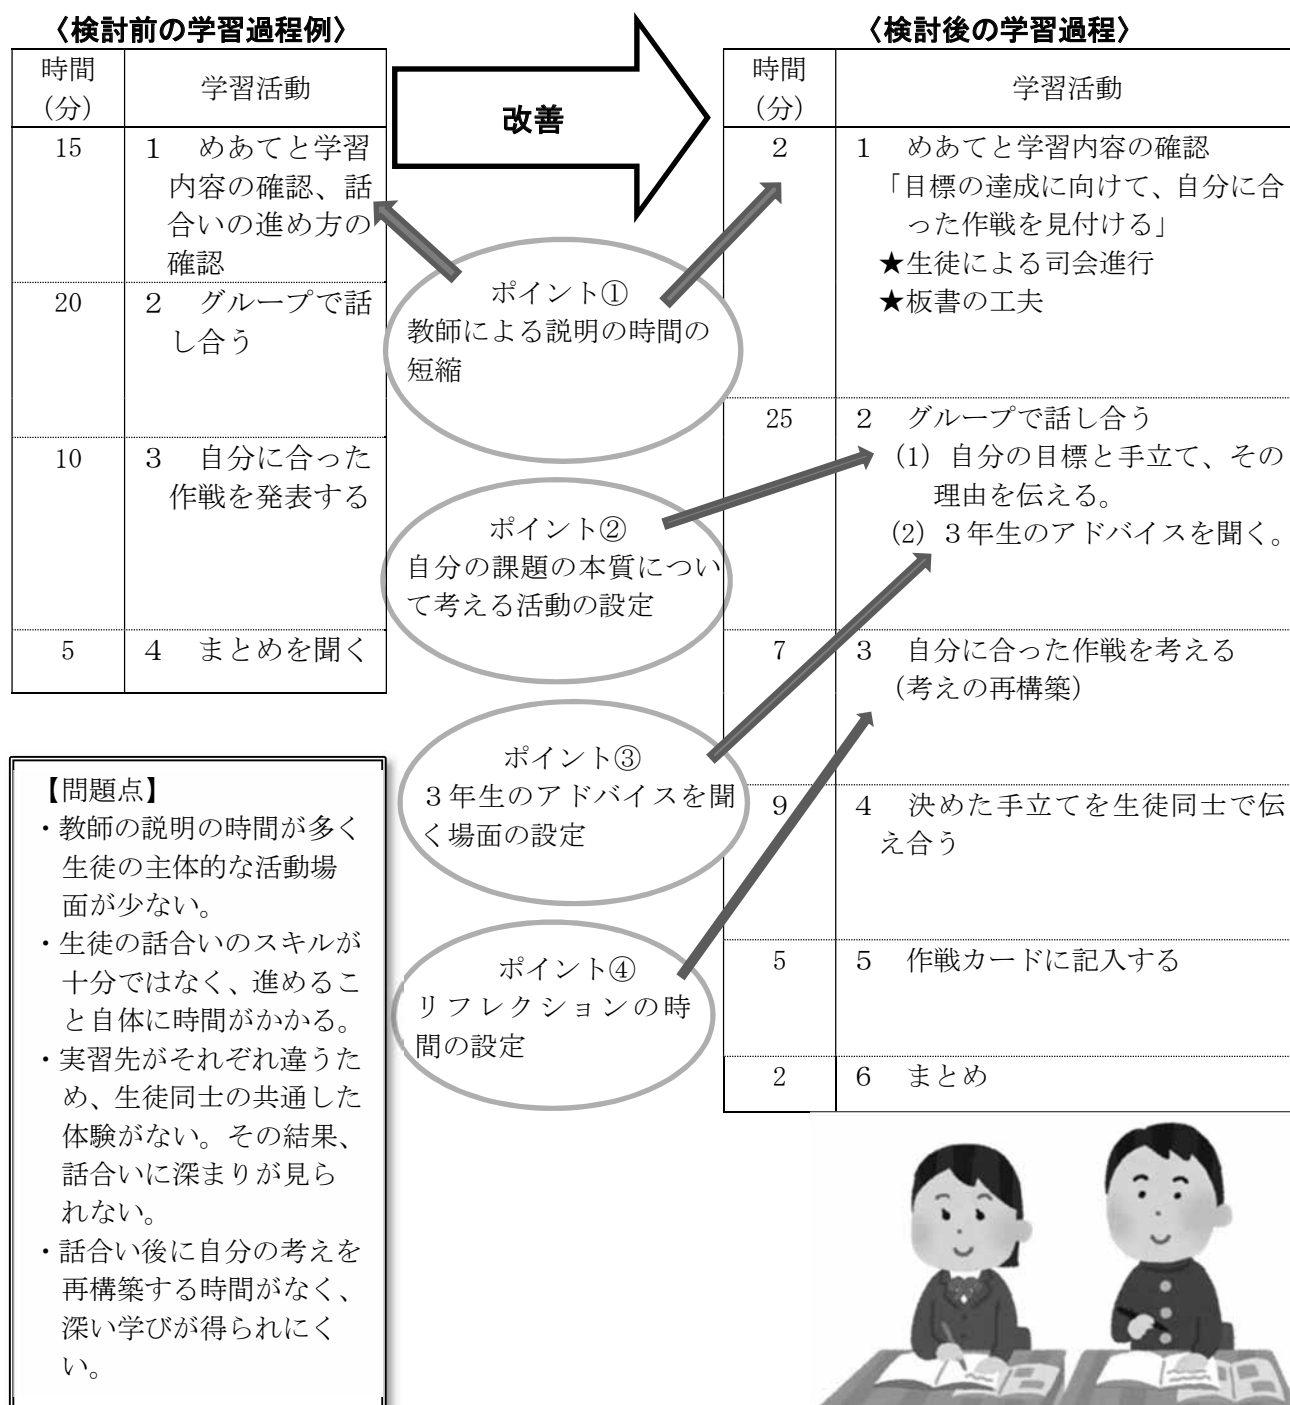 〈検討前の学習過程例〉
時間
（分）
学習活動
15
１　めあてと学習
内容の確認、話
合いの進め方の
確認
20
２　グループで話
し合う
10
３　自分に合った
作戦を発表する
5
４　まとめを聞く
【問題点】
・教師の説明の時間が多く
生徒の主体的な活動場
面が少ない。
・生徒の話合いのスキルが
十分ではなく、進めるこ
と自体に時間がかかる。
・実習先がそれぞれ違うた
め、生徒同士の共通した
体験がない。その結果、
話合いに深まりが見ら
れない。
・話合い後に自分の考えを
再構築する時間がなく、
深い学びが得られにく
い。
改善
ポイント①
教師による説明の時間の
短縮
ポイント②
自分の課題の本質につい
て考える活動の設定
ポイント③
３年生のアドバイスを聞
く場面の設定
ポイント④
リフレクションの時
間の設定
〈検討後の学習過程〉
時間
（分）
学習活動
2
１　めあてと学習内容の確認
「目標の達成に向けて、自分に合
った作戦を見付ける」
★生徒による司会進行
★板書の工夫
25
２　グループで話し合う
(1) 自分の目標と手立て、その
理由を伝える。
(2) ３年生のアドバイスを聞く。
7
３　自分に合った作戦を考える
（考えの再構築）
9
４　決めた手立てを生徒同士で伝
え合う
5
５　作戦カードに記入する
2
６　まとめ